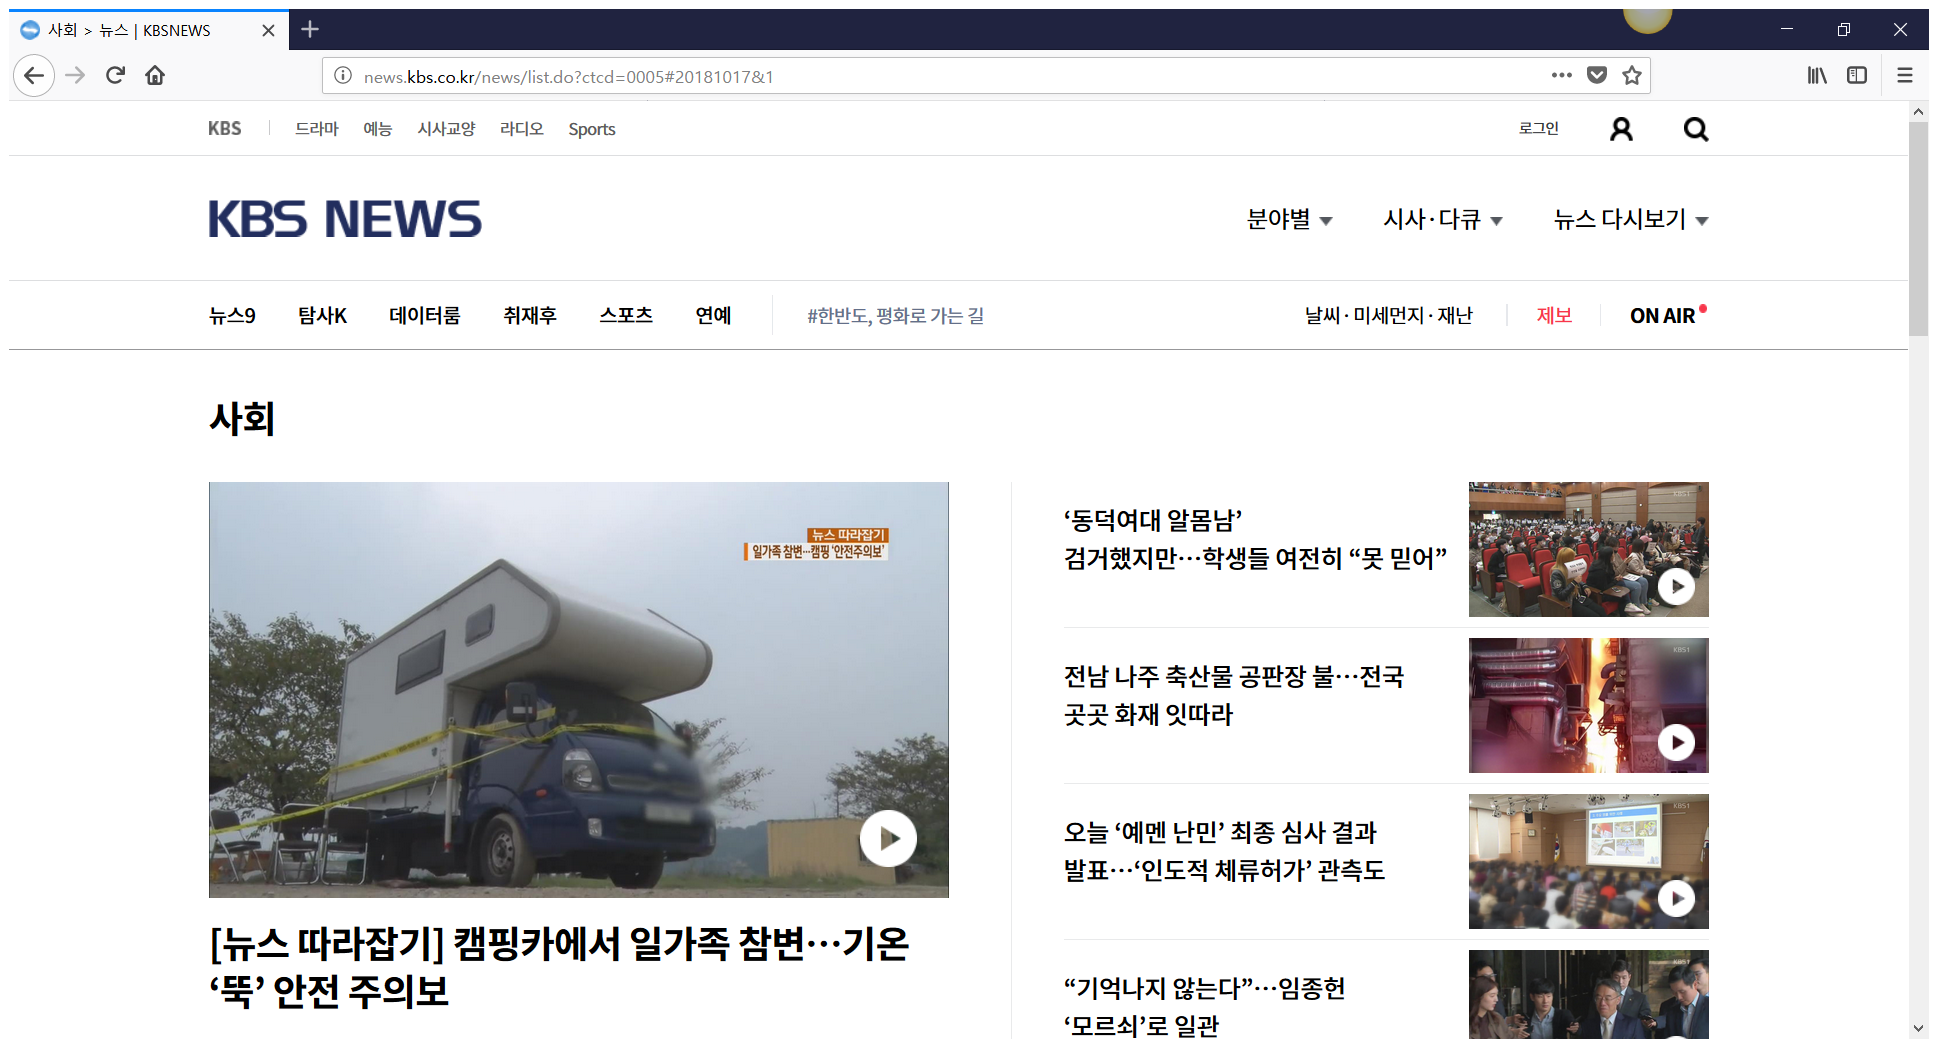 사회 > 뉴스 | KBSNEWS
news.kbs.co.kr/news/list.do?ctcd=0005#20181017&1
KBS 드라마 예능 시사교양 라디오 Sports 로그인
KBS NEWS 분야별 시사·다큐 뉴스 다시보기
뉴스9 탐사K 데이터룸 취재후 스포츠 연예 #한반도, 평화로 가는 길 날씨·미세먼지·재난 제보 ON AIR
사회
뉴스 따라잡기
일가족 참변…캠핑 ‘안전주의보’
[뉴스 따라잡기] 캠핑카에서 일가족 참변…기온
‘뚝’ 안전 주의보
‘동덕여대 알몸남’
검거했지만…학생들 여전히 “못 믿어”
KBS1
전남 나주 축산물 공판장 불…전국
곳곳 화재 잇따라
KBS1
오늘 ‘예멘 난민’ 최종 심사 결과
발표…‘인도적 체류허가’ 관측도
KBS1
“기억나지 않는다”…임종헌
‘모르쇠’로 일관
KBS1